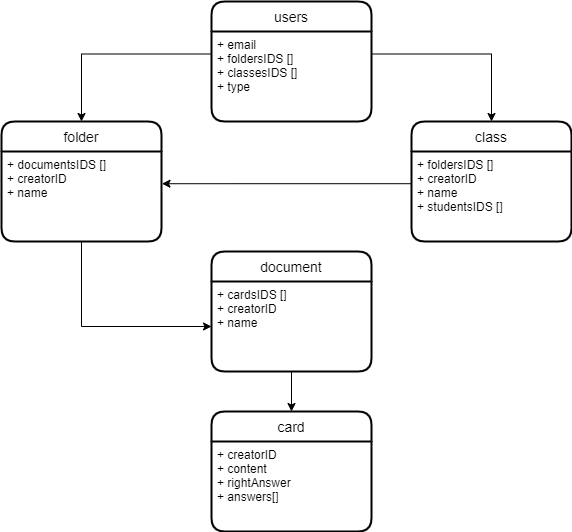 users
+ email
+ foldersIDS []
+ classesIDS []
+ type
folder
+ documentsIDS []
+ creatorID
+ name
class
+ foldersIDS []
+ creatorID
+ name
+ studentsIDS []
document
+ cardsIDS []
+ creatorID
+ name
card
+ creatorID
+ content
+ rightAnswer
+ answers[]